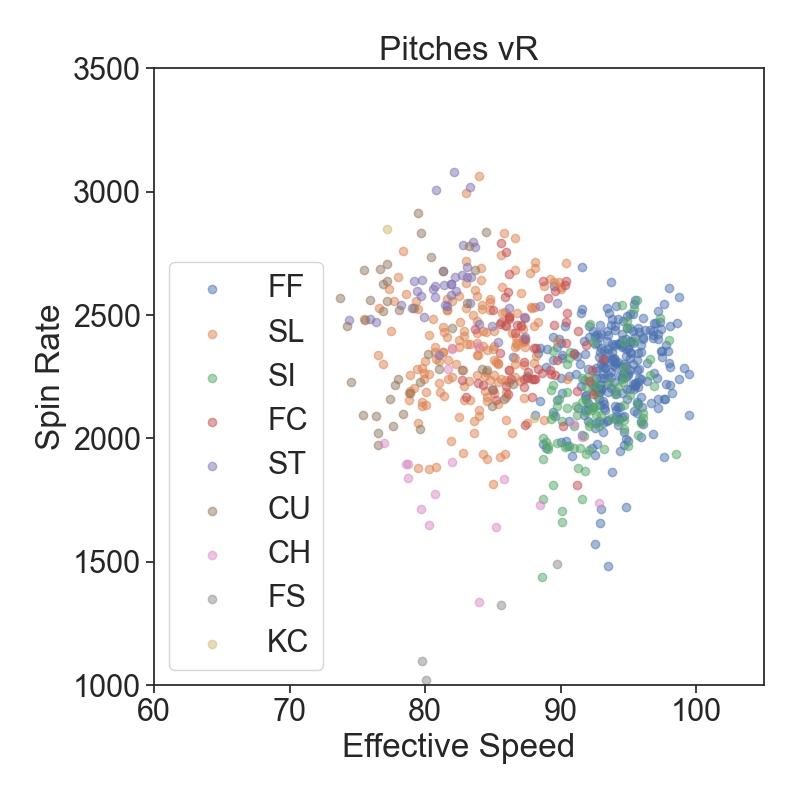 Pitches vR
Spin Rate
3500
3000
2500
2000
1500
1000
FF
SL
SI
FC
ST
CU
CH
FS
KC
60
70
80
90
100
Effective Speed